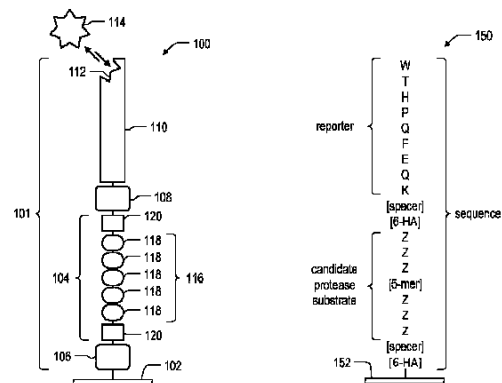 114
112
100
110
108
101
120
118
118
118
118
118
116
104
120
106
102
150
W
T
H
P
Q
F
E
Q
K
reporter
[spacer]
[6-HA]
sequence
Z
Z
Z
[5-mer]
Z
Z
Z
candidate
protease
substrate
[spacer]
[6-HA]
152